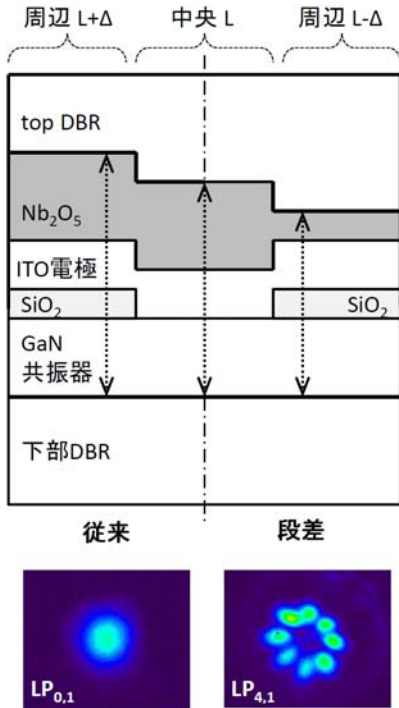 周辺 L+Δ 中央 L 周辺 L-Δ
top DBR
Nb₂O₅
ITO電極
SiO₂ SiO₂
GaN
共振器
下部DBR
従来 段差
LP₀,₁ LP₄,₁